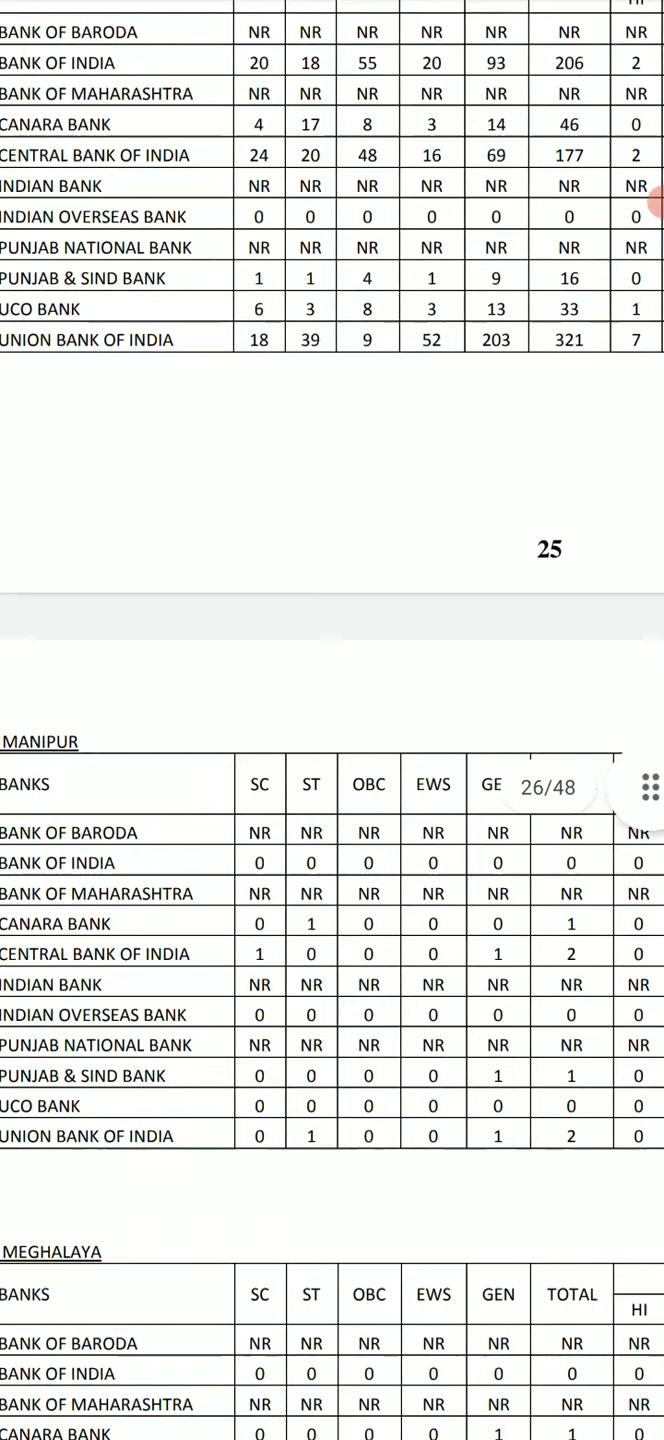 BANK OF BARODA NR NR NR NR NR NR NR
BANK OF INDIA 20 18 55 20 93 206 2
BANK OF MAHARASHTRA NR NR NR NR NR NR NR
CANARA BANK 4 17 8 3 14 46 0
CENTRAL BANK OF INDIA 24 20 48 16 69 177 2
INDIAN BANK NR NR NR NR NR NR NR
INDIAN OVERSEAS BANK 0 0 0 0 0 0 0
PUNJAB NATIONAL BANK NR NR NR NR NR NR NR
PUNJAB & SIND BANK 1 1 4 1 9 16 0
UCO BANK 6 3 8 3 13 33 1
UNION BANK OF INDIA 18 39 9 52 203 321 7
25
MANIPUR
BANKS SC ST OBC EWS GE 26/48
BANK OF BARODA NR NR NR NR NR NR NR
BANK OF INDIA 0 0 0 0 0 0 0
BANK OF MAHARASHTRA NR NR NR NR NR NR NR
CANARA BANK 0 1 0 0 0 1 0
CENTRAL BANK OF INDIA 1 0 0 0 1 2 0
INDIAN BANK NR NR NR NR NR NR NR
INDIAN OVERSEAS BANK 0 0 0 0 0 0 0
PUNJAB NATIONAL BANK NR NR NR NR NR NR NR
PUNJAB & SIND BANK 0 0 0 0 1 1 0
UCO BANK 0 0 0 0 0 0 0
UNION BANK OF INDIA 0 1 0 0 1 2 0
MEGHALAYA
BANKS SC ST OBC EWS GEN TOTAL HI
BANK OF BARODA NR NR NR NR NR NR NR
BANK OF INDIA 0 0 0 0 0 0 0
BANK OF MAHARASHTRA NR NR NR NR NR NR NR
CANARA BANK 0 0 0 0 1 1 0